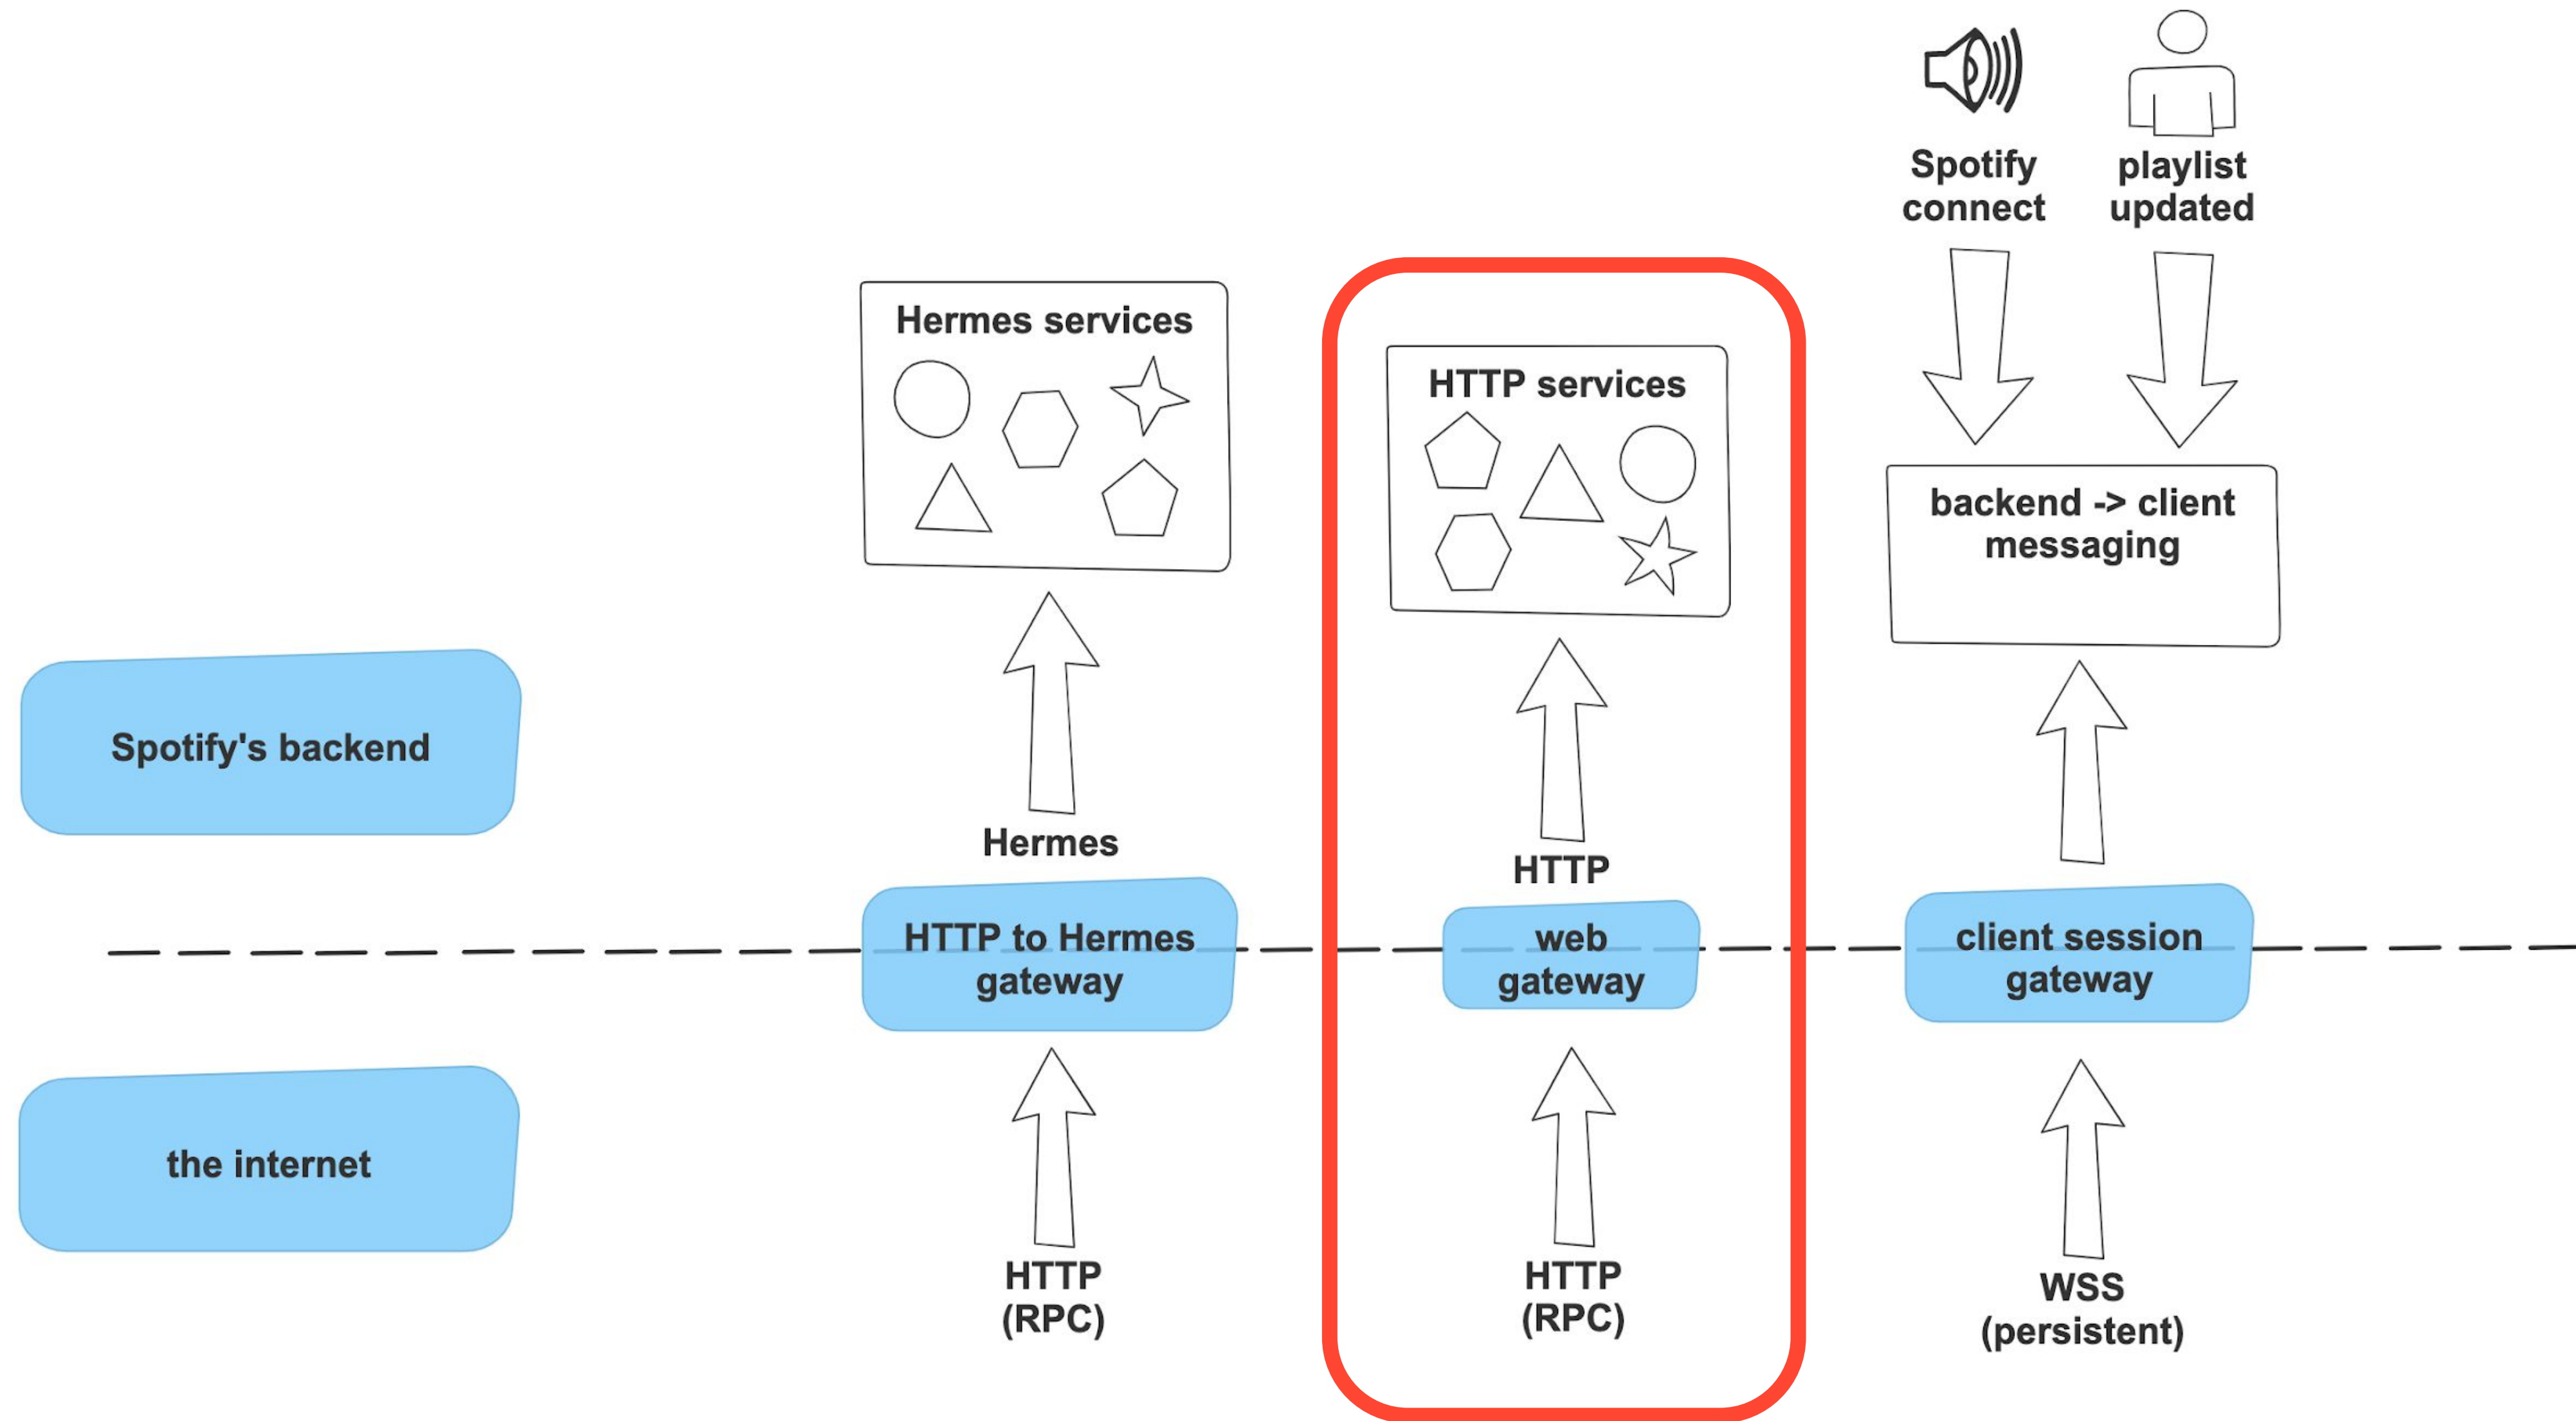 Spotify
connect
playlist
updated
Hermes services
HTTP services
backend -> client
messaging
Spotify's backend
Hermes
HTTP
HTTP to Hermes
gateway
web
gateway
client session
gateway
the internet
HTTP
(RPC)
HTTP
(RPC)
WSS
(persistent)